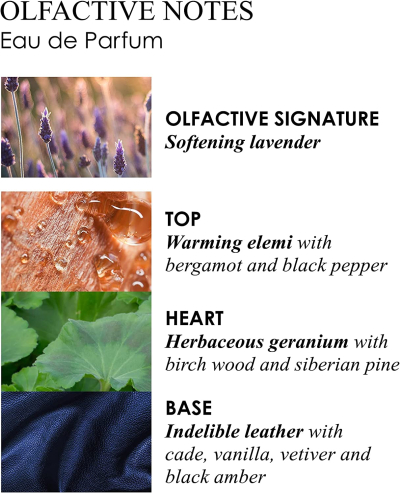 OLFACTIVE NOTES
Eau de Parfum
OLFACTIVE SIGNATURE
Softening lavender
TOP
Warming elemi with
bergamot and black pepper
HEART
Herbaceous geranium with
birch wood and siberian pine
BASE
Indelible leather with
cade, vanilla, vetiver and
black amber